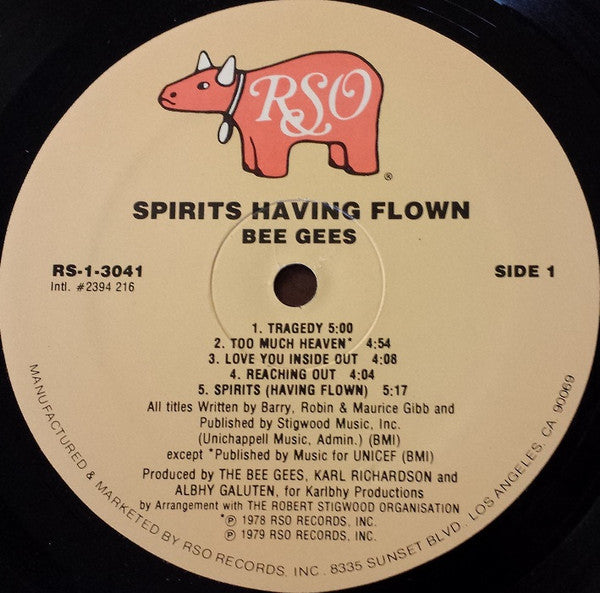 RSO
®
SPIRITS HAVING FLOWN
BEE GEES
RS-1-3041
Intl. #2394 216
SIDE 1
1. TRAGEDY 5:00
2. TOO MUCH HEAVEN* 4:54
3. LOVE YOU INSIDE OUT 4:08
4. REACHING OUT 4:04
5. SPIRITS (HAVING FLOWN) 5:17
All titles Written by Barry, Robin & Maurice Gibb and
Published by Stigwood Music, Inc.
(Unichappell Music, Admin.) (BMI)
except *Published by Music for UNICEF (BMI)
Produced by THE BEE GEES, KARL RICHARDSON and
ALBHY GALUTEN, for Karlbhy Productions
by Arrangement with THE ROBERT STIGWOOD ORGANISATION
*℗ 1978 RSO RECORDS, INC.
℗ 1979 RSO RECORDS, INC.
MANUFACTURED & MARKETED BY RSO RECORDS, INC. 8335 SUNSET BLVD. LOS ANGELES, CA 90069